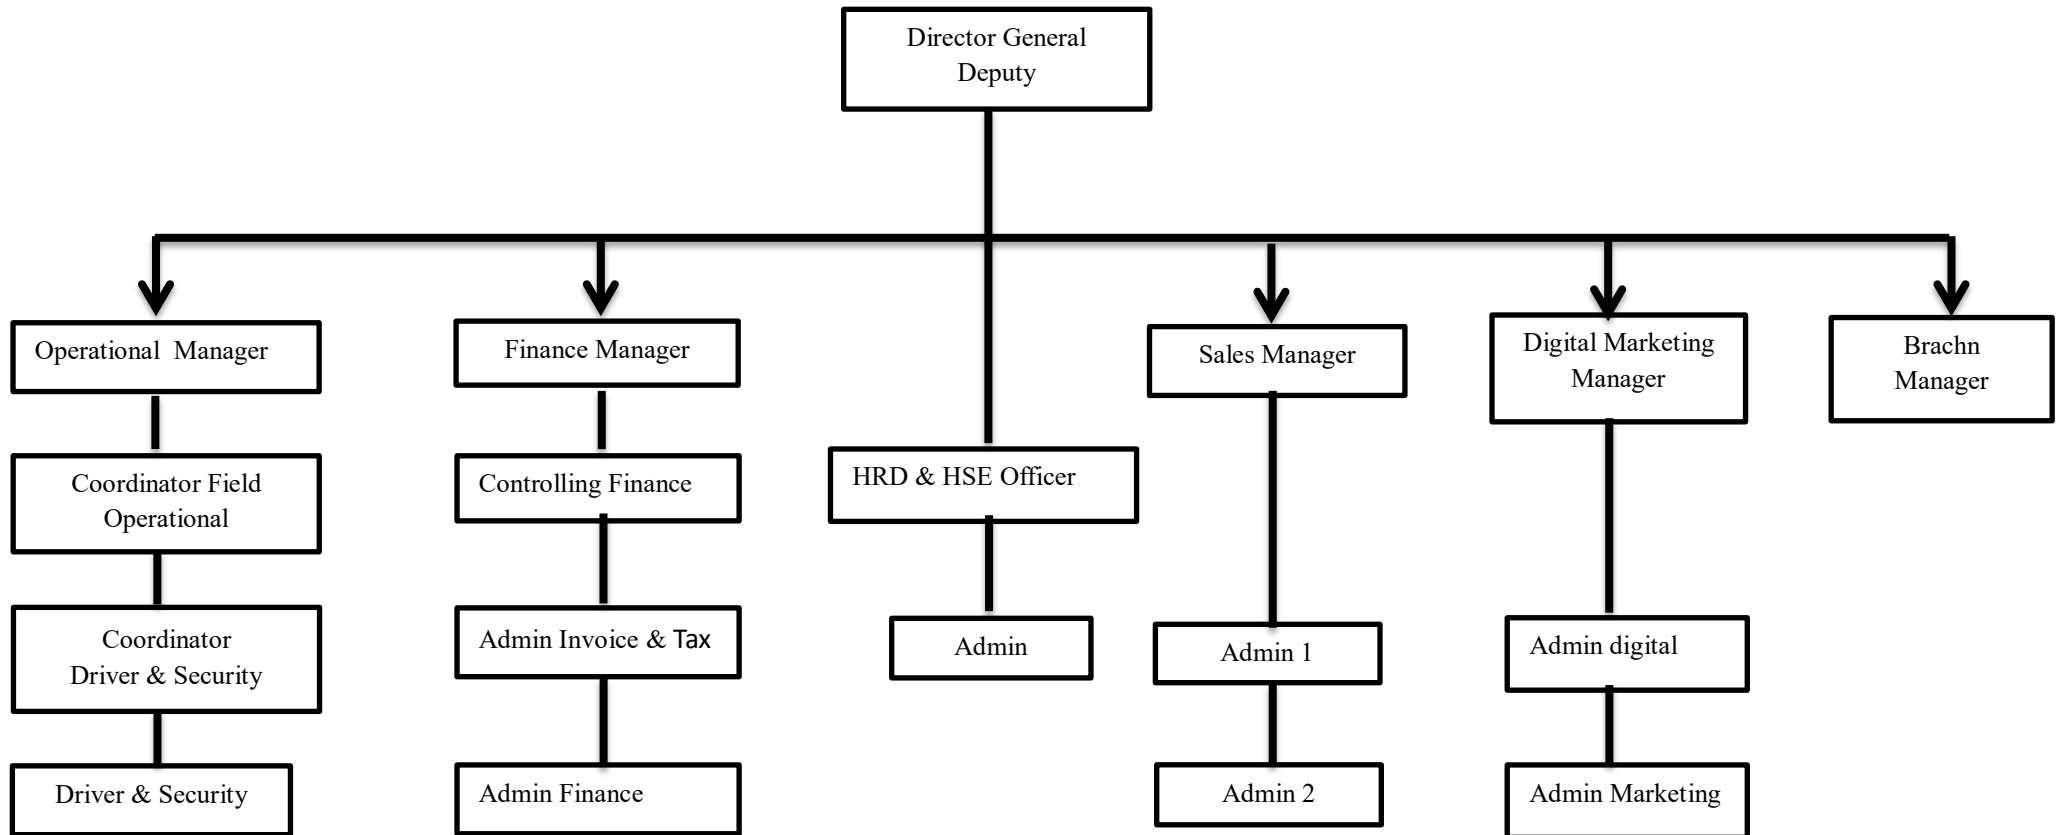 Director General
Deputy
Operational  Manager
Finance Manager
Sales Manager
Digital Marketing
Manager
Brachn
Manager
Coordinator Field
Operational
Controlling Finance
HRD & HSE Officer
Coordinator
Driver & Security
Admin Invoice & Tax
Admin
Admin 1
Admin digital
Driver & Security
Admin Finance
Admin 2
Admin Marketing